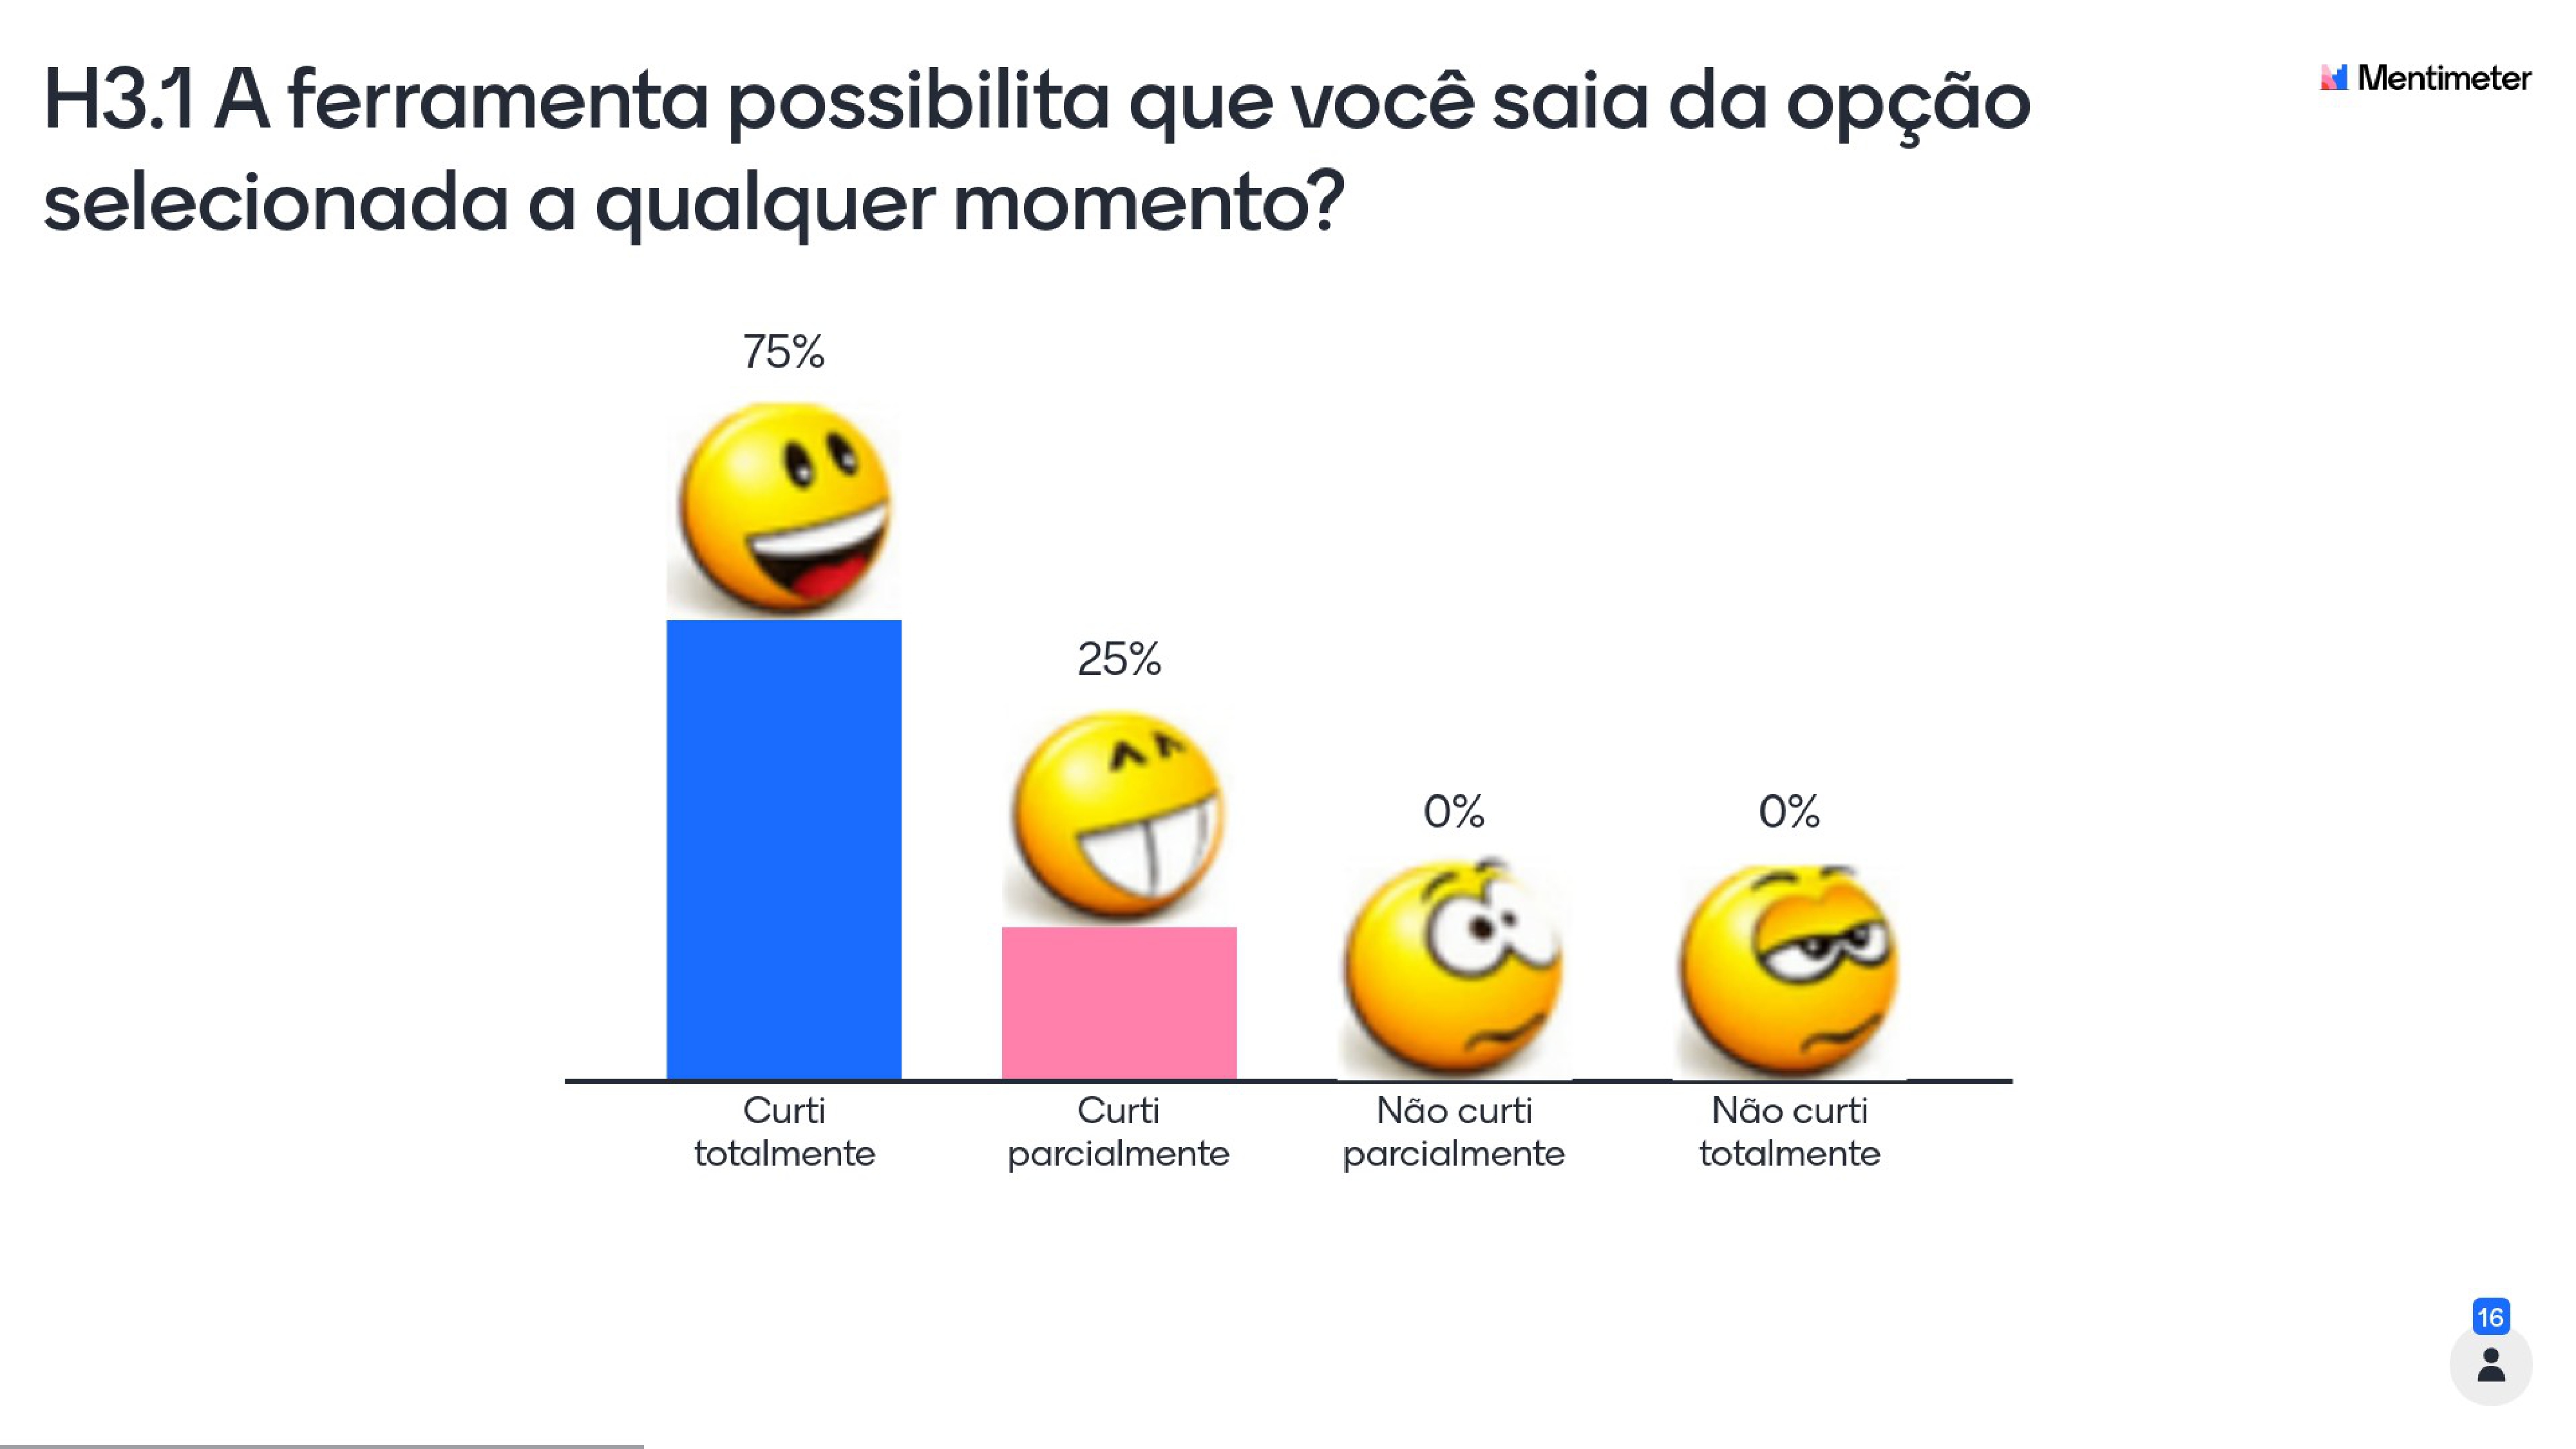 H3.1 A ferramenta possibilita que você saia da opção
selecionada a qualquer momento?
Mentimeter
75%
25%
0%
0%
Curti
totalmente
Curti
parcialmente
Não curti
parcialmente
Não curti
totalmente
16